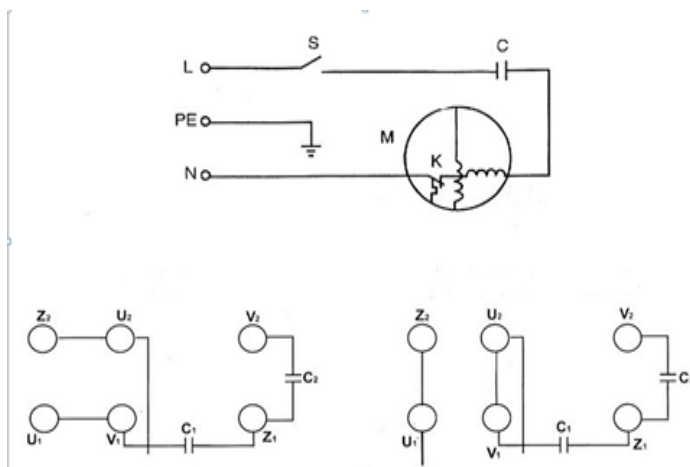 S C
L
PE
M
K
N
Z₂ U₂ V₂ Z₂ U₂ V₂
C₂ C
U₁ V₁ C₁ Z₁ U₁ V₁ C₁ Z₁